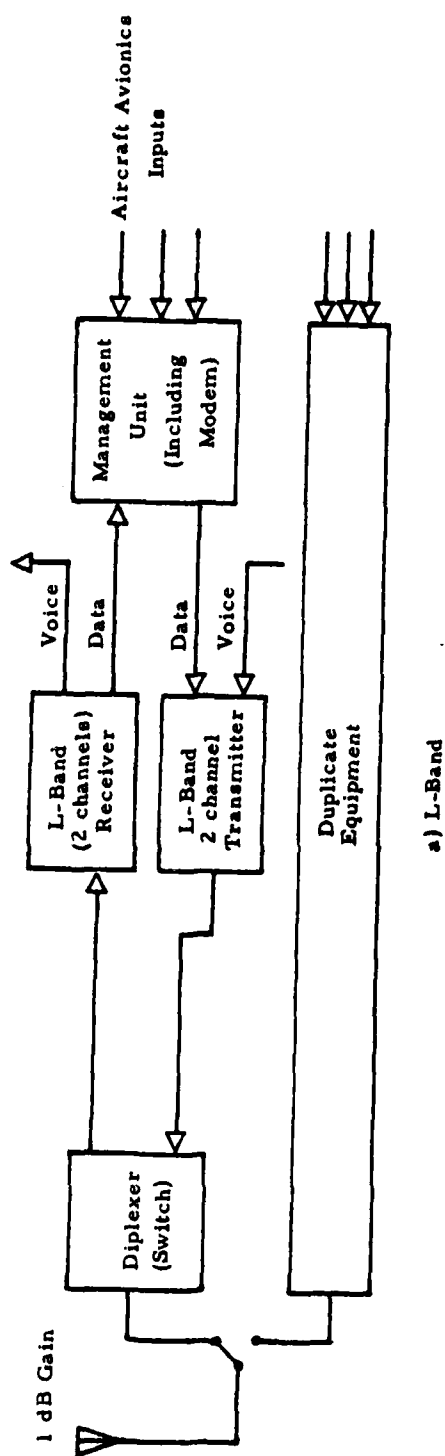 1 dB Gain
Diplexer
(Switch)
L-Band
(2 channels)
Receiver
L-Band
2 channel
Transmitter
Voice
Data
Data
Voice
Management
Unit
(Including
Modem)
Aircraft Avionics
Inputs
Duplicate
Equipment
a) L-Band